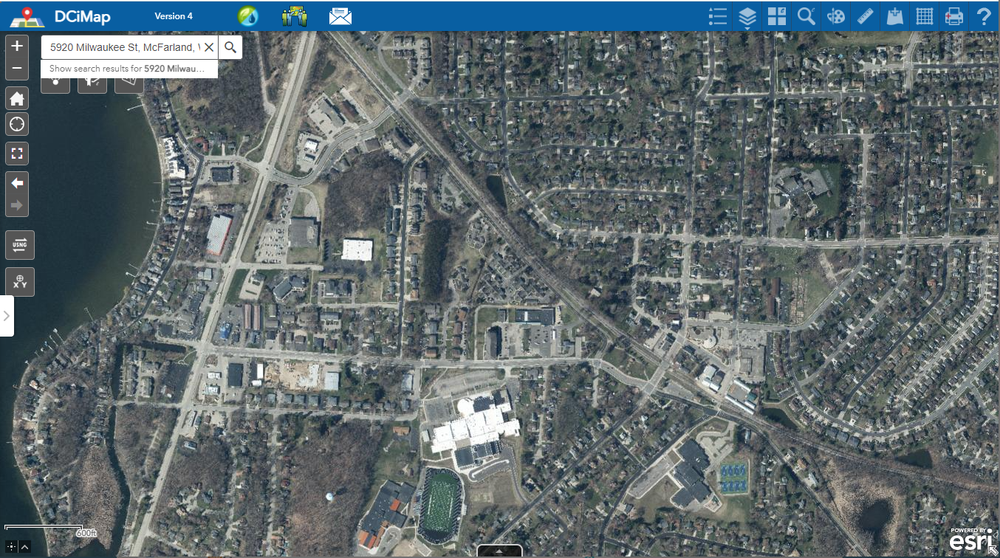 DCiMap Version 4
5920 Milwaukee St, McFarland, W
Show search results for 5920 Milwau...
USNG
XY
600ft
POWERED BY
esri